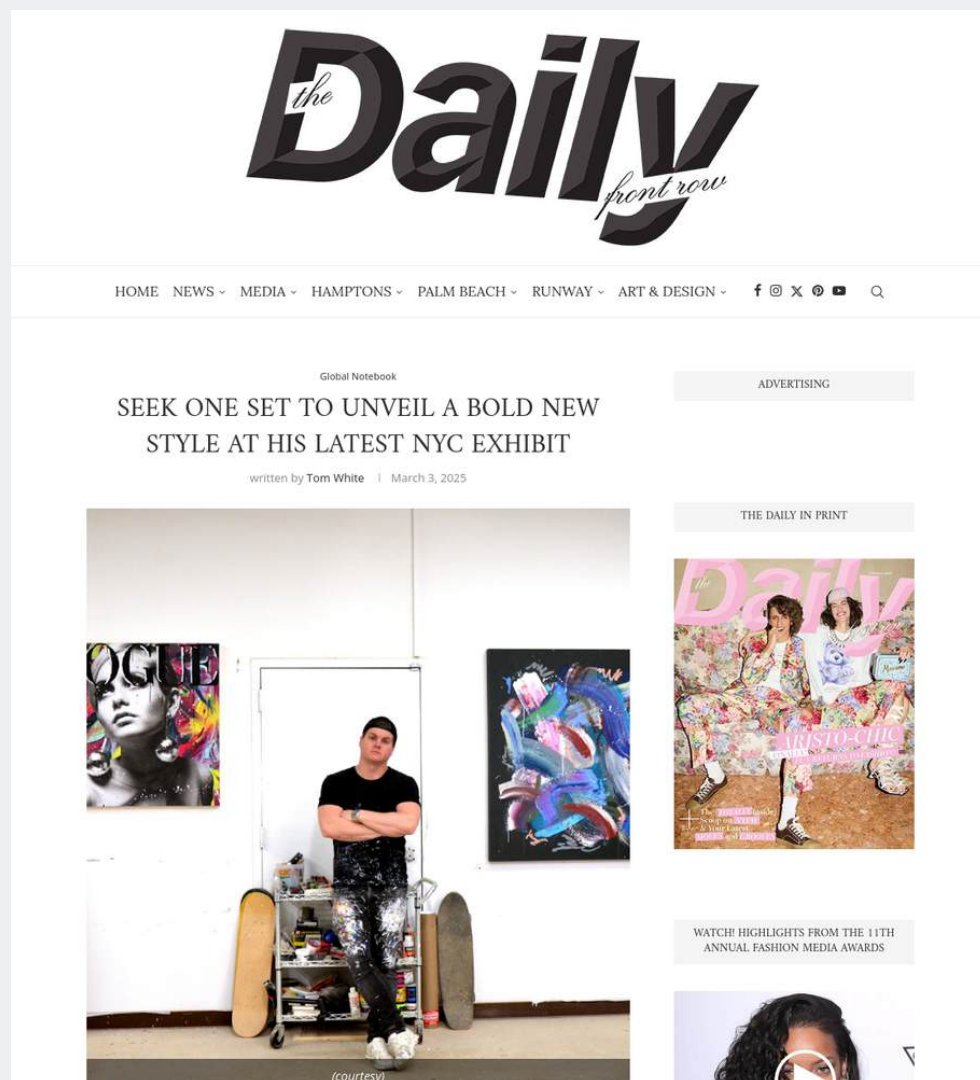 the Daily front row
HOME NEWS MEDIA HAMPTONS PALM BEACH RUNWAY ART & DESIGN
Global Notebook
SEEK ONE SET TO UNVEIL A BOLD NEW
STYLE AT HIS LATEST NYC EXHIBIT
written by Tom White March 3, 2025
OGUE
(courtesy)
ADVERTISING
THE DAILY IN PRINT
the Daily
ARISTO-CHIC
WATCH! HIGHLIGHTS FROM THE 11TH
ANNUAL FASHION MEDIA AWARDS